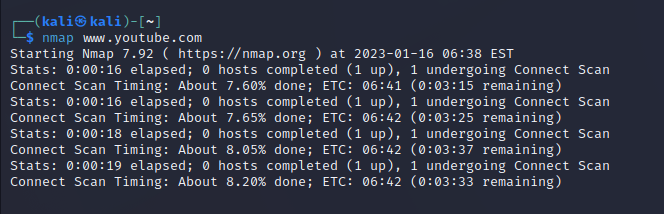 ┌──(kali㉿kali)-[~]
└─$ nmap www.youtube.com
Starting Nmap 7.92 ( https://nmap.org ) at 2023-01-16 06:38 EST
Stats: 0:00:16 elapsed; 0 hosts completed (1 up), 1 undergoing Connect Scan
Connect Scan Timing: About 7.60% done; ETC: 06:41 (0:03:15 remaining)
Stats: 0:00:16 elapsed; 0 hosts completed (1 up), 1 undergoing Connect Scan
Connect Scan Timing: About 7.65% done; ETC: 06:42 (0:03:25 remaining)
Stats: 0:00:18 elapsed; 0 hosts completed (1 up), 1 undergoing Connect Scan
Connect Scan Timing: About 8.05% done; ETC: 06:42 (0:03:37 remaining)
Stats: 0:00:19 elapsed; 0 hosts completed (1 up), 1 undergoing Connect Scan
Connect Scan Timing: About 8.20% done; ETC: 06:42 (0:03:33 remaining)